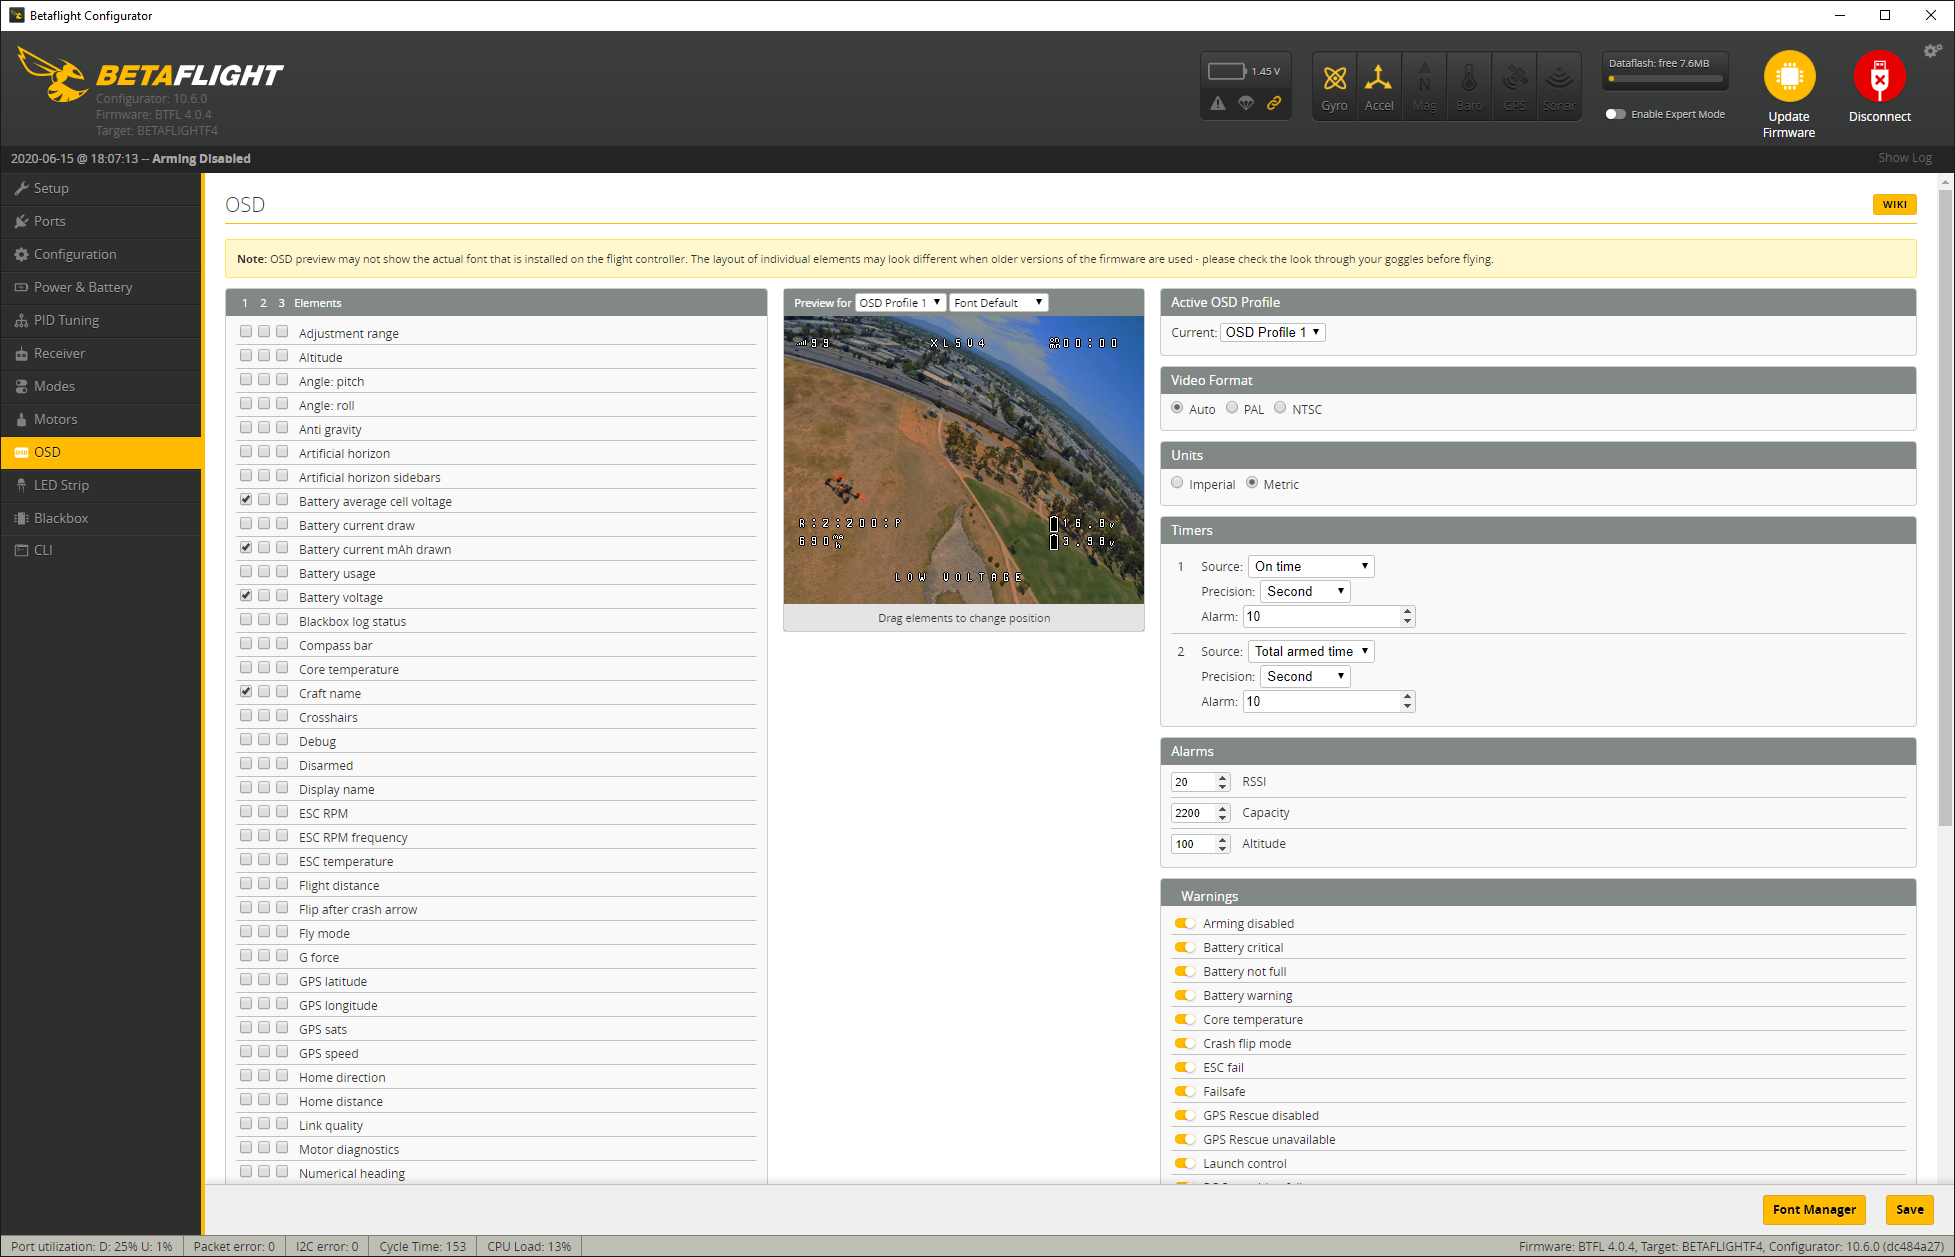 Betaflight Configurator
BETAFLIGHT
Configurator: 10.6.0
Firmware: BTFL 4.0.4
Target: BETAFLIGHTF4
1.45 V
Gyro Accel Mag Baro GPS Sonar
Dataflash: free 7.6MB
Enable Expert Mode
Update Firmware
Disconnect
2020-06-15 @ 18:07:13 -- Arming Disabled
Show Log
Setup
Ports
Configuration
Power & Battery
PID Tuning
Receiver
Modes
Motors
OSD
LED Strip
Blackbox
CLI
OSD
WIKI
Note: OSD preview may not show the actual font that is installed on the flight controller. The layout of individual elements may look different when older versions of the firmware are used - please check the look through your goggles before flying.
1 2 3 Elements
Adjustment range
Altitude
Angle: pitch
Angle: roll
Anti gravity
Artificial horizon
Artificial horizon sidebars
Battery average cell voltage
Battery current draw
Battery current mAh drawn
Battery usage
Battery voltage
Blackbox log status
Compass bar
Core temperature
Craft name
Crosshairs
Debug
Disarmed
Display name
ESC RPM
ESC RPM frequency
ESC temperature
Flight distance
Flip after crash arrow
Fly mode
G force
GPS latitude
GPS longitude
GPS sats
GPS speed
Home direction
Home distance
Link quality
Motor diagnostics
Numerical heading
Preview for OSD Profile 1 Font Default
99 XL5V4 ON MN 00:00
R:2:200:P 16.8V
690 mAh 3.98V
LOW VOLTAGE
Drag elements to change position
Active OSD Profile
Current: OSD Profile 1
Video Format
Auto PAL NTSC
Units
Imperial Metric
Timers
1 Source: On time
Precision: Second
Alarm: 10
2 Source: Total armed time
Precision: Second
Alarm: 10
Alarms
20 RSSI
2200 Capacity
100 Altitude
Warnings
Arming disabled
Battery critical
Battery not full
Battery warning
Core temperature
Crash flip mode
ESC fail
Failsafe
GPS Rescue disabled
GPS Rescue unavailable
Launch control
Font Manager
Save
Port utilization: D: 25% U: 1% Packet error: 0 I2C error: 0 Cycle Time: 153 CPU Load: 13% Firmware: BTFL 4.0.4, Target: BETAFLIGHTF4, Configurator: 10.6.0 (dc484a27)